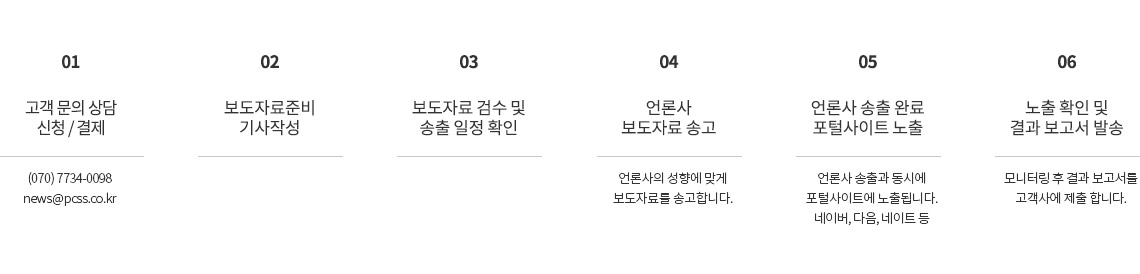 01
고객 문의 상담
신청 / 결제
(070) 7734-0098
news@pcss.co.kr
02
보도자료준비
기사작성
03
보도자료 검수 및
송출 일정 확인
04
언론사
보도자료 송고
언론사의 성향에 맞게
보도자료를 송고합니다.
05
언론사 송출 완료
포털사이트 노출
언론사 송출과 동시에
포털사이트에 노출됩니다.
네이버, 다음, 네이트 등
06
노출 확인 및
결과 보고서 발송
모니터링 후 결과 보고서를
고객사에 제출 합니다.